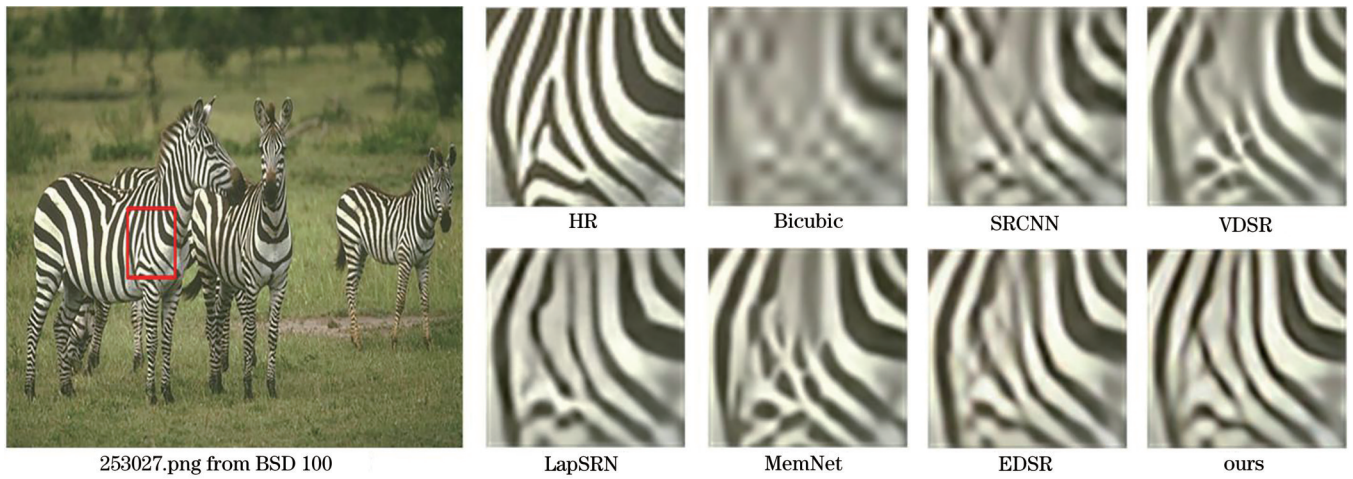 HR
Bicubic
SRCNN
VDSR
253027.png from BSD 100
LapSRN
MemNet
EDSR
ours